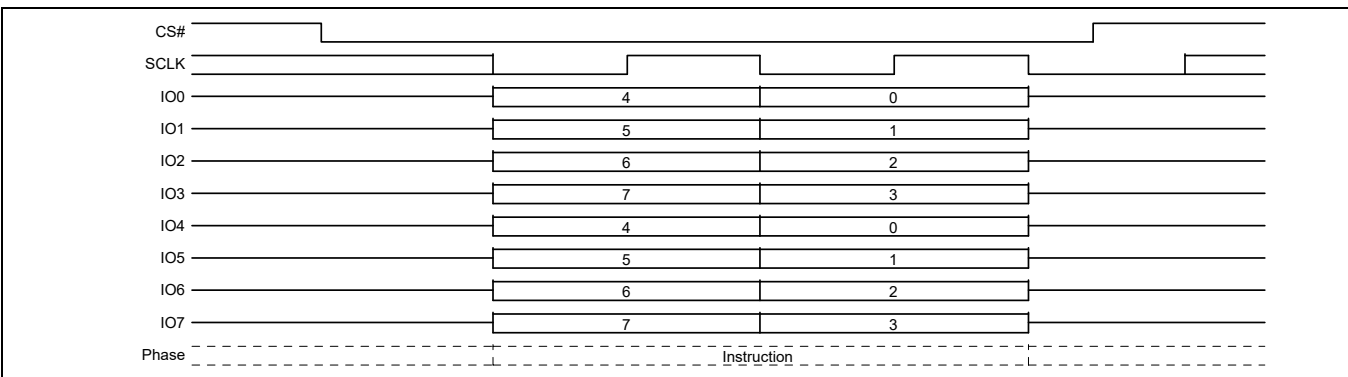 CS#
SCLK
IO0 4 0
IO1 5 1
IO2 6 2
IO3 7 3
IO4 4 0
IO5 5 1
IO6 6 2
IO7 7 3
Phase Instruction